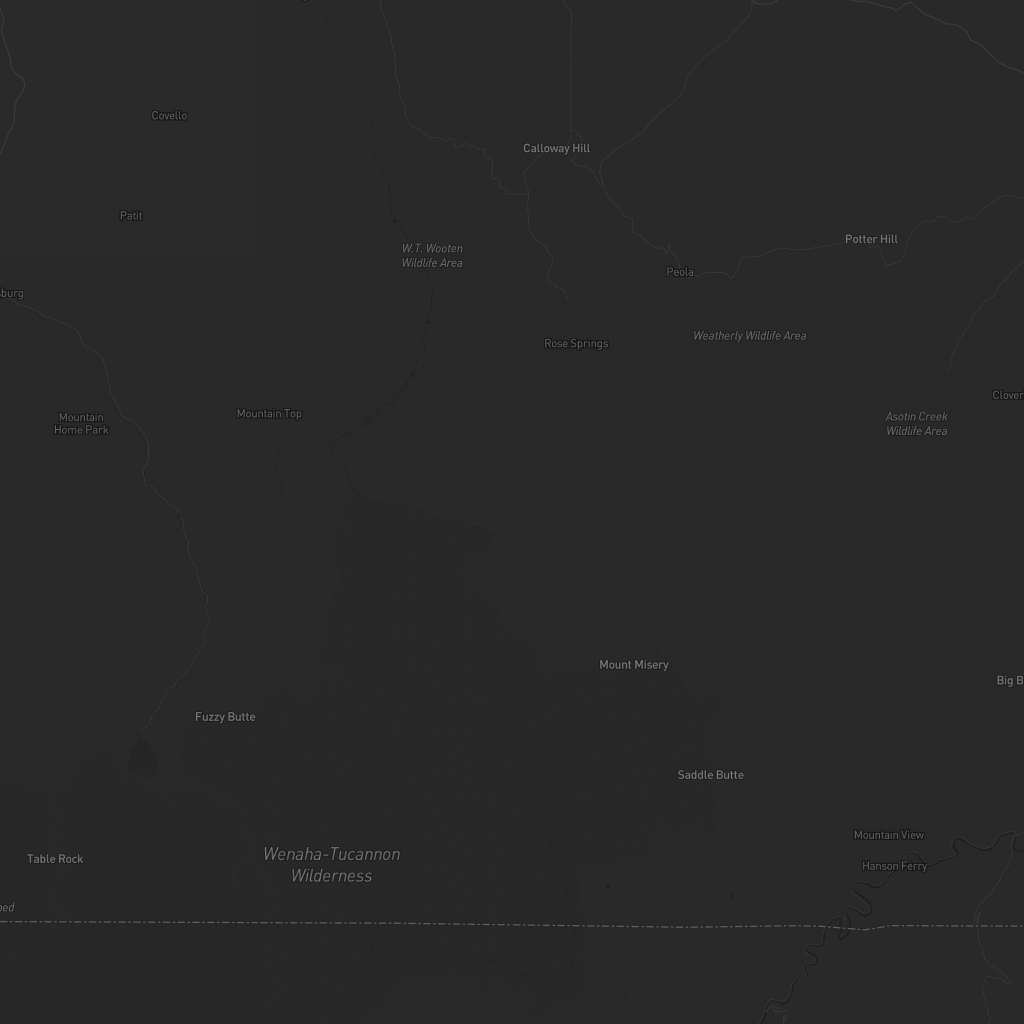 Covello
Calloway Hill
Patit
Potter Hill
W.T. Wooten
Wildlife Area
Peola
sburg
Weatherly Wildlife Area
Rose Springs
Clover
Mountain Top
Mountain
Home Park
Asotin Creek
Wildlife Area
Mount Misery
Big B
Fuzzy Butte
Saddle Butte
Mountain View
Table Rock
Wenaha-Tucannon
Wilderness
Hanson Ferry
ned